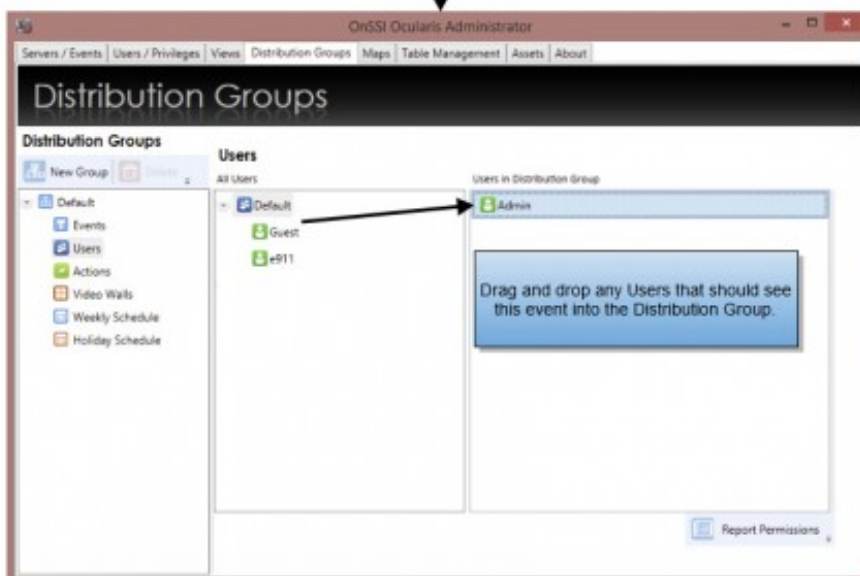 OnSSI Ocularis Administrator
Servers / Events Users / Privileges Views Distribution Groups Maps Table Management Assets About
Distribution Groups
Distribution Groups
New Group Delete
Default
Events
Users
Actions
Video Walls
Weekly Schedule
Holiday Schedule
Users
All Users
Default
Guest
e911
Users in Distribution Group
Admin
Drag and drop any Users that should see
this event into the Distribution Group.
Report Permissions